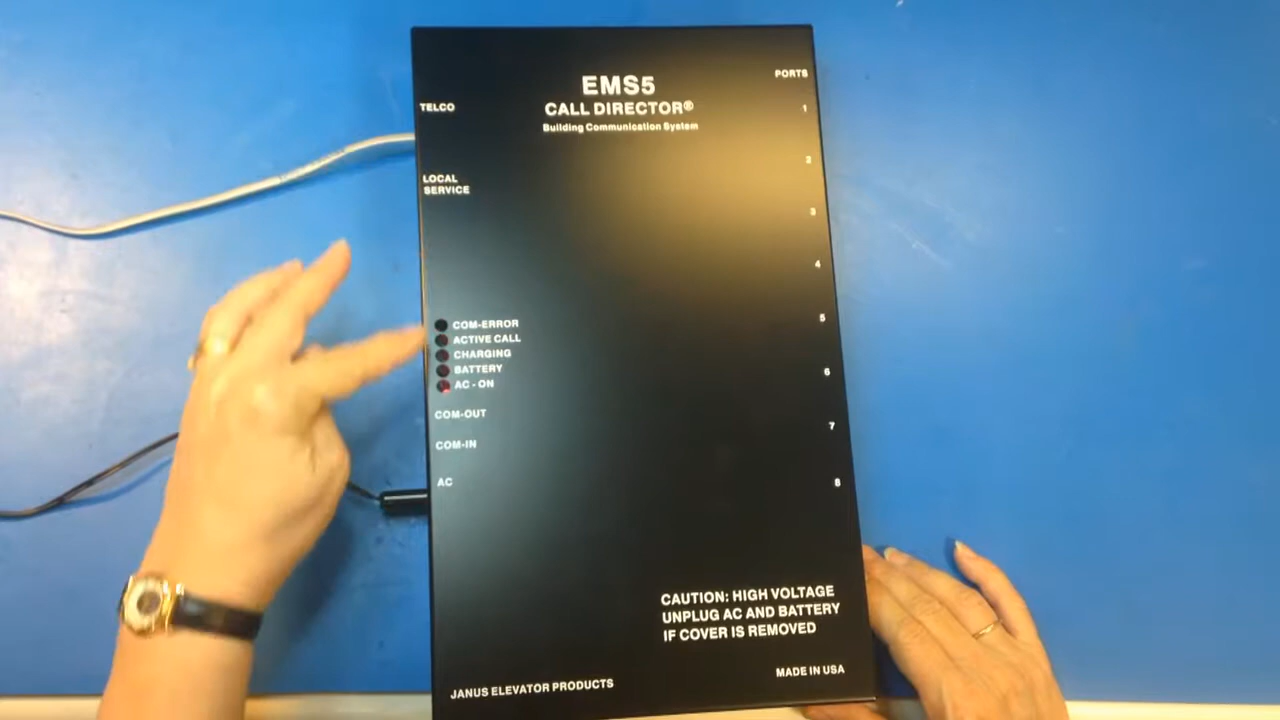 EMS5
CALL DIRECTOR®
Building Communication System
PORTS
TELCO
1
2
LOCAL
SERVICE
3
4
5
COM-ERROR
ACTIVE CALL
CHARGING
BATTERY
AC - ON
6
COM-OUT
7
COM-IN
AC
8
CAUTION: HIGH VOLTAGE
UNPLUG AC AND BATTERY
IF COVER IS REMOVED
JANUS ELEVATOR PRODUCTS
MADE IN USA